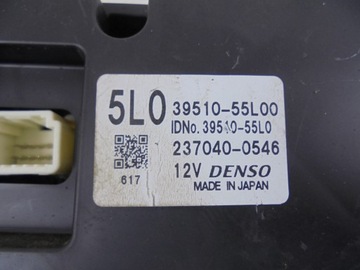 5L0 39510-55L00
IDNo. 39510-55L0
237040-0546
12V DENSO
MADE IN JAPAN
617